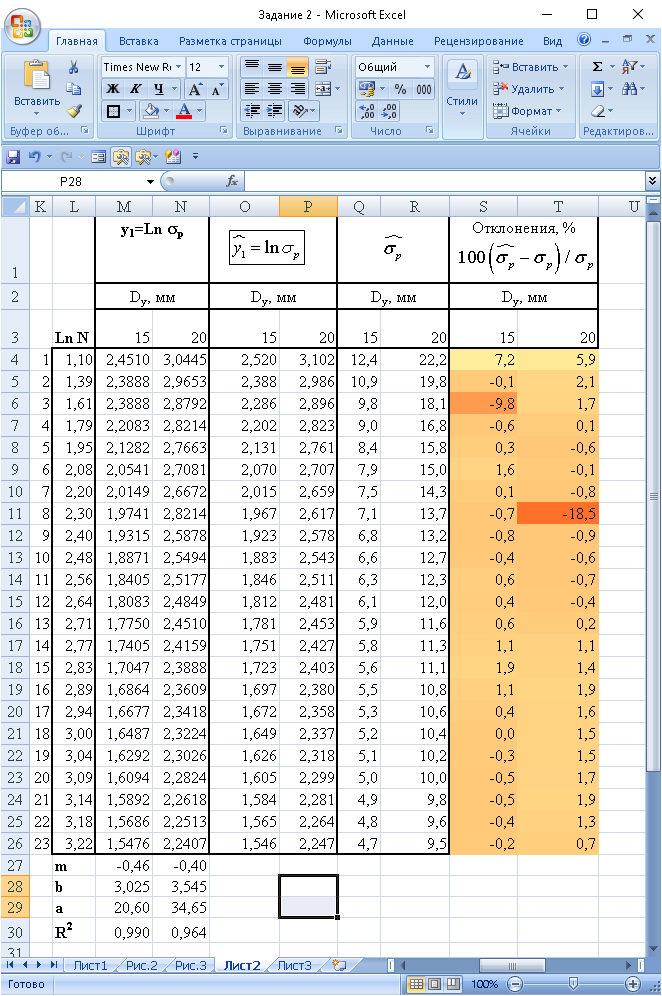 Задание 2 - Microsoft Excel
Главная Вставка Разметка страницы Формулы Данные Рецензирование Вид
Вставить
Times New Ro 12
Ж К Ч
Общий
% 000
Стили
Вставить
Удалить
Формат
Буфер об... Шрифт Выравнивание Число Ячейки Редактиров...
P28 fx
K L M N O P Q R S T U
1 y₁=Ln σₚ ŷ₁ = ln σₚ σ̂ₚ Отклонения, % 100(σ̂ₚ − σₚ) / σₚ
2 Dу, мм Dу, мм Dу, мм Dу, мм
3 Ln N 15 20 15 20 15 20 15 20
4 1 1,10 2,4510 3,0445 2,520 3,102 12,4 22,2 7,2 5,9
5 2 1,39 2,3888 2,9653 2,388 2,986 10,9 19,8 -0,1 2,1
6 3 1,61 2,3888 2,8792 2,286 2,896 9,8 18,1 -9,8 1,7
7 4 1,79 2,2083 2,8214 2,202 2,823 9,0 16,8 -0,6 0,1
8 5 1,95 2,1282 2,7663 2,131 2,761 8,4 15,8 0,3 -0,6
9 6 2,08 2,0541 2,7081 2,070 2,707 7,9 15,0 1,6 -0,1
10 7 2,20 2,0149 2,6672 2,015 2,659 7,5 14,3 0,1 -0,8
11 8 2,30 1,9741 2,8214 1,967 2,617 7,1 13,7 -0,7 -18,5
12 9 2,40 1,9315 2,5878 1,923 2,578 6,8 13,2 -0,8 -0,9
13 10 2,48 1,8871 2,5494 1,883 2,543 6,6 12,7 -0,4 -0,6
14 11 2,56 1,8405 2,5177 1,846 2,511 6,3 12,3 0,6 -0,7
15 12 2,64 1,8083 2,4849 1,812 2,481 6,1 12,0 0,4 -0,4
16 13 2,71 1,7750 2,4510 1,781 2,453 5,9 11,6 0,6 0,2
17 14 2,77 1,7405 2,4159 1,751 2,427 5,8 11,3 1,1 1,1
18 15 2,83 1,7047 2,3888 1,723 2,403 5,6 11,1 1,9 1,4
19 16 2,89 1,6864 2,3609 1,697 2,380 5,5 10,8 1,1 1,9
20 17 2,94 1,6677 2,3418 1,672 2,358 5,3 10,6 0,4 1,6
21 18 3,00 1,6487 2,3224 1,649 2,337 5,2 10,4 0,0 1,5
22 19 3,04 1,6292 2,3026 1,626 2,318 5,1 10,2 -0,3 1,5
23 20 3,09 1,6094 2,2824 1,605 2,299 5,0 10,0 -0,5 1,7
24 21 3,14 1,5892 2,2618 1,584 2,281 4,9 9,8 -0,5 1,9
25 22 3,18 1,5686 2,2513 1,565 2,264 4,8 9,6 -0,4 1,3
26 23 3,22 1,5476 2,2407 1,546 2,247 4,7 9,5 -0,2 0,7
27 m -0,46 -0,40
28 b 3,025 3,545
29 a 20,60 34,65
30 R² 0,990 0,964
31
Лист1 Рис.2 Рис.3 Лист2 Лист3
Готово 100%